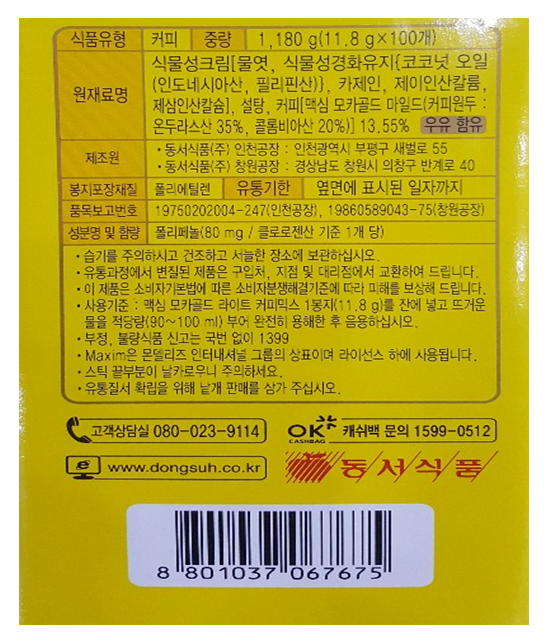 식품유형 커피 중량 1,180 g(11.8 g×100개)
원재료명 식물성크림[물엿, 식물성경화유지{코코넛 오일
(인도네시아산, 필리핀산)}, 카제인, 제이인산칼륨,
제삼인산칼슘], 설탕, 커피[맥심 모카골드 마일드(커피원두 :
온두라스산 35%, 콜롬비아산 20%)] 13.55% 우유 함유
제조원 •동서식품(주) 인천공장 : 인천광역시 부평구 새벌로 55
•동서식품(주) 창원공장 : 경상남도 창원시 의창구 반계로 40
봉지포장재질 폴리에틸렌 유통기한 옆면에 표시된 일자까지
품목보고번호 19750202004-247(인천공장), 19860589043-75(창원공장)
성분명 및 함량 폴리페놀(80 mg / 클로로젠산 기준 1개 당)
•습기를 주의하시고 건조하고 서늘한 장소에 보관하십시오.
•유통과정에서 변질된 제품은 구입처, 지점 및 대리점에서 교환하여 드립니다.
•이 제품은 소비자기본법에 따른 소비자분쟁해결기준에 따라 피해를 보상해 드립니다.
•사용기준 : 맥심 모카골드 라이트 커피믹스 1봉지(11.8 g)를 잔에 넣고 뜨거운
물을 적당량(90~100 ml) 부어 완전히 용해한 후 음용하십시오.
•부정, 불량식품 신고는 국번 없이 1399
•Maxim은 몬델리즈 인터내셔널 그룹의 상표이며 라이선스 하에 사용됩니다.
•스틱 끝부분이 날카로우니 주의하세요.
•유통질서 확립을 위해 낱개 판매를 삼가 주십시오.
고객상담실 080-023-9114 OK CASHBAG 캐쉬백 문의 1599-0512
e www.dongsuh.co.kr 동서식품
8 801037 067675